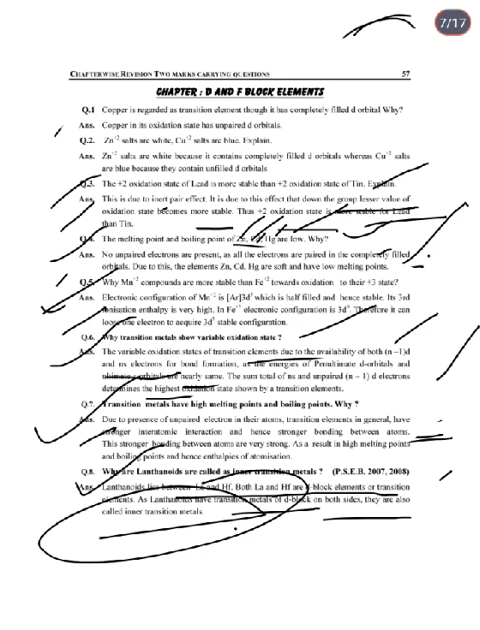 7/17
CHAPTERWISE REVISION TWO MARKS CARRYING QUESTIONS 57
CHAPTER : D AND F BLOCK ELEMENTS
Q.1 Copper is regarded as transition element though it has completely filled d orbital Why?
Ans. Copper in its oxidation state has unpaired d orbitals.
Q.2. Zn+2 salts are white, Cu+2 salts are blue. Explain.
Ans. Zn+2 salts are white because it contains completely filled d orbitals whereas Cu+2 salts
are blue because they contain unfilled d orbitals
Q.3. The +2 oxidation state of Lead is more stable than +2 oxidation state of Tin. Explain.
Ans. This is due to inert pair effect. It is due to this effect that down the group lesser value of
oxidation state becomes more stable. Thus +2 oxidation state is more stable for Lead
than Tin.
Q.4. The melting point and boiling point of Zn, Cd, Hg are low. Why?
Ans. No unpaired electrons are present, as all the electrons are paired in the completely filled
orbitals. Due to this, the elements Zn, Cd, Hg are soft and have low melting points.
Q.5. Why Mn+2 compounds are more stable than Fe+2 towards oxidation to their +3 state?
Ans. Electronic configuration of Mn+2 is [Ar]3d5 which is half filled and hence stable. Its 3rd
ionisation enthalpy is very high. In Fe+2 electronic configuration is 3d6. Therefore it can
loose one electron to acquire 3d5 stable configuration.
Q.6. Why transition metals show variable oxidation state ?
Ans. The variable oxidation states of transition elements due to the availability of both (n –1)d
and ns electrons for bond formation, as the energies of Penultimate d-orbitals and
ultimate s-orbitals are nearly same. The sum total of ns and unpaired (n – 1) d electrons
determines the highest oxidation state shown by a transition elements.
Q.7. Transition metals have high melting points and boiling points. Why ?
Ans. Due to presence of unpaired electron in their atoms, transition elements in general, have
stronger interatomic interaction and hence stronger bonding between atoms.
This stronger bonding between atoms are very strong. As a result in high melting points
and boiling points and hence enthalpies of atomisation.
Q.8. Why are Lanthanoids are called as inner transition metals ? (P.S.E.B. 2007, 2008)
Ans. Lanthanoids lies between La and Hf. Both La and Hf are d-block elements or transition
elements. As Lanthanoids have transition metals of d-block on both sides, they are also
called inner transition metals.